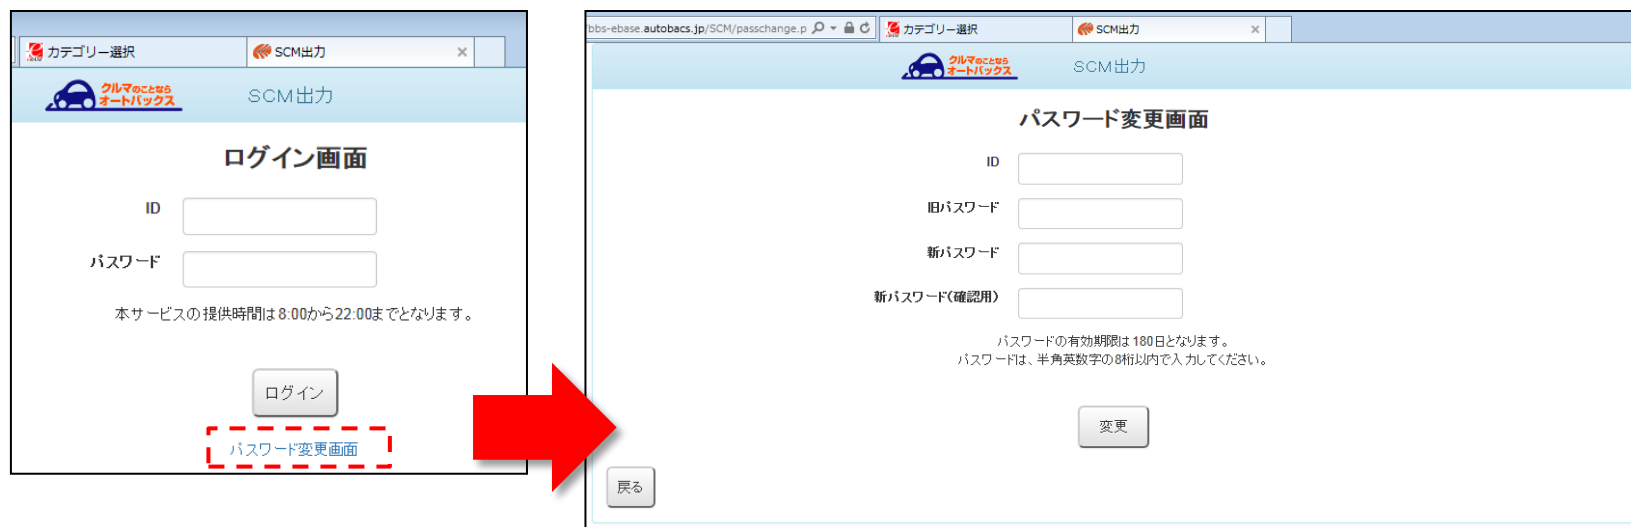 カテゴリー選択
SCM出力
クルマのことなら
オートバックス
SCM出力
ログイン画面
ID
パスワード
本サービスの提供時間は8:00から22:00までとなります。
ログイン
パスワード変更画面
bbs-ebase.autobacs.jp/SCM/passchange.p
カテゴリー選択
SCM出力
クルマのことなら
オートバックス
SCM出力
パスワード変更画面
ID
旧パスワード
新パスワード
新パスワード(確認用)
パスワードの有効期限は180日となります。
パスワードは、半角英数字の8桁以内で入力してください。
変更
戻る